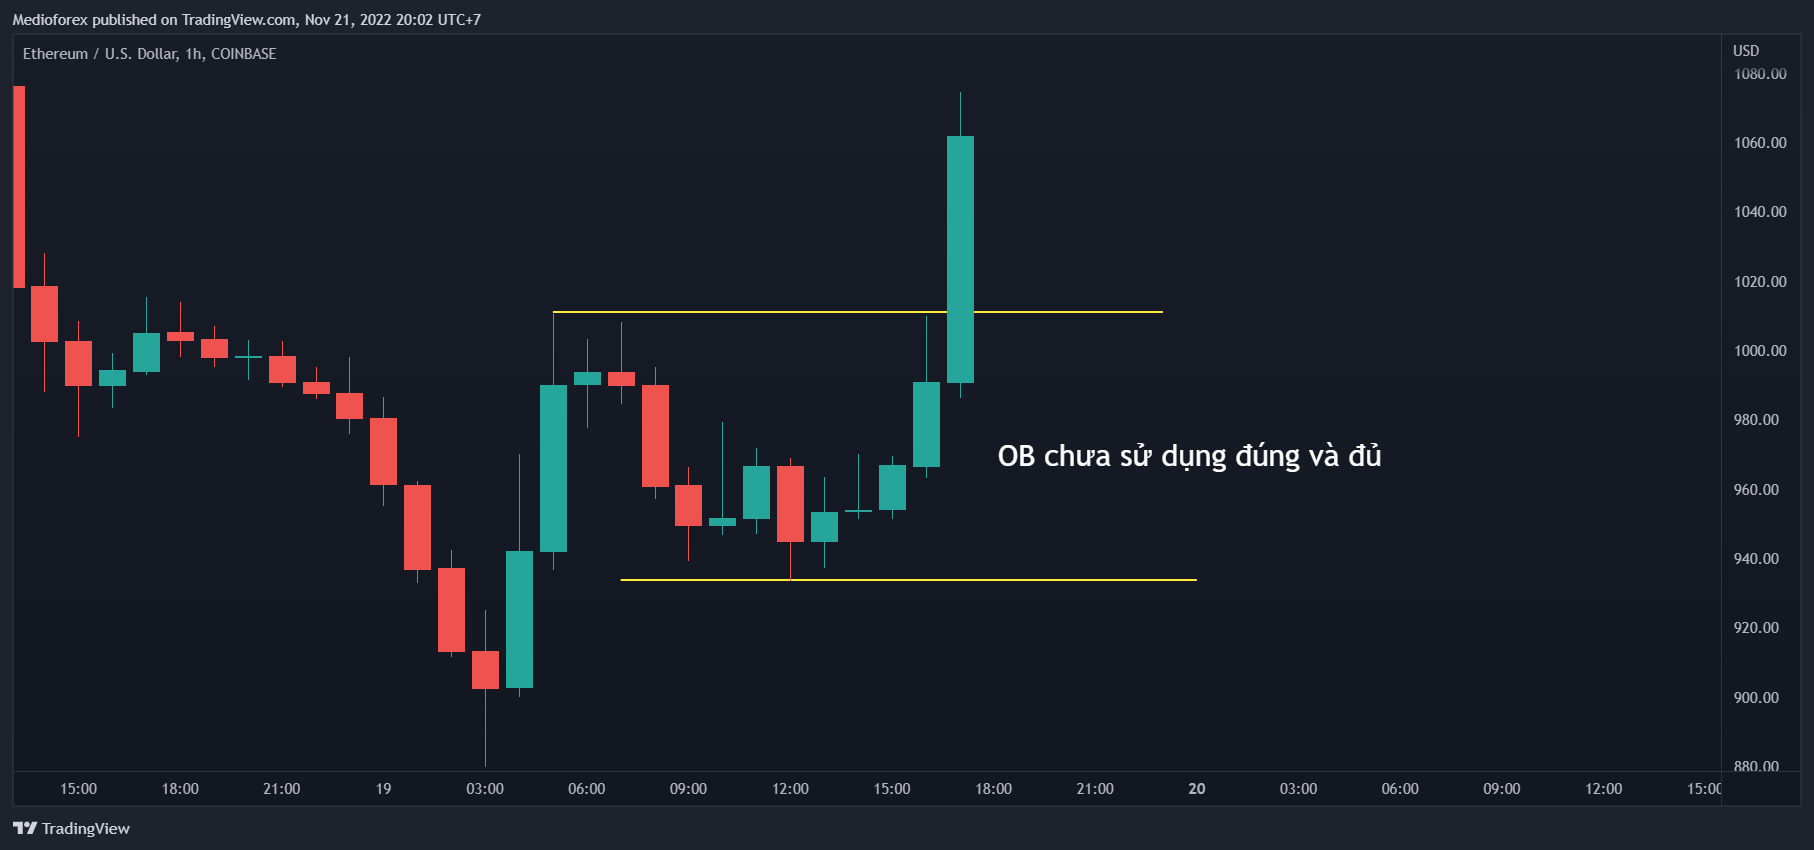 Medioforex published on TradingView.com, Nov 21, 2022 20:02 UTC+7
Ethereum / U.S. Dollar, 1h, COINBASE
USD
1080.00
1060.00
1040.00
1020.00
1000.00
980.00
OB chưa sử dụng đúng và đủ
960.00
940.00
920.00
900.00
880.00
15:00 18:00 21:00 19 03:00 06:00 09:00 12:00 15:00 18:00 21:00 20 03:00 06:00 09:00 12:00 15:00
TradingView